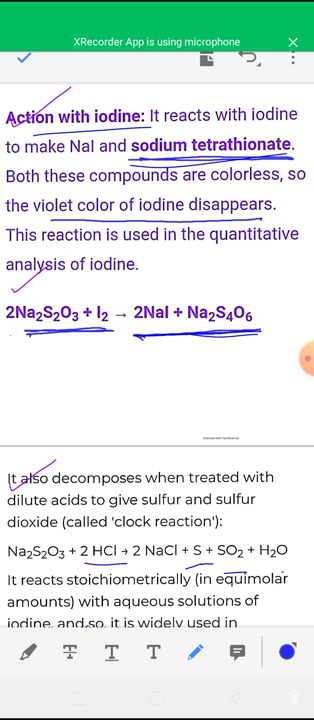 XRecorder App is using microphone
Action with iodine: It reacts with iodine
to make NaI and sodium tetrathionate.
Both these compounds are colorless, so
the violet color of iodine disappears.
This reaction is used in the quantitative
analysis of iodine.
2Na₂S₂O₃ + I₂ → 2NaI + Na₂S₄O₆
Scanned with CamScanner
It also decomposes when treated with
dilute acids to give sulfur and sulfur
dioxide (called 'clock reaction'):
Na₂S₂O₃ + 2 HCl → 2 NaCl + S + SO₂ + H₂O
It reacts stoichiometrically (in equimolar
amounts) with aqueous solutions of
iodine, and so, it is widely used in